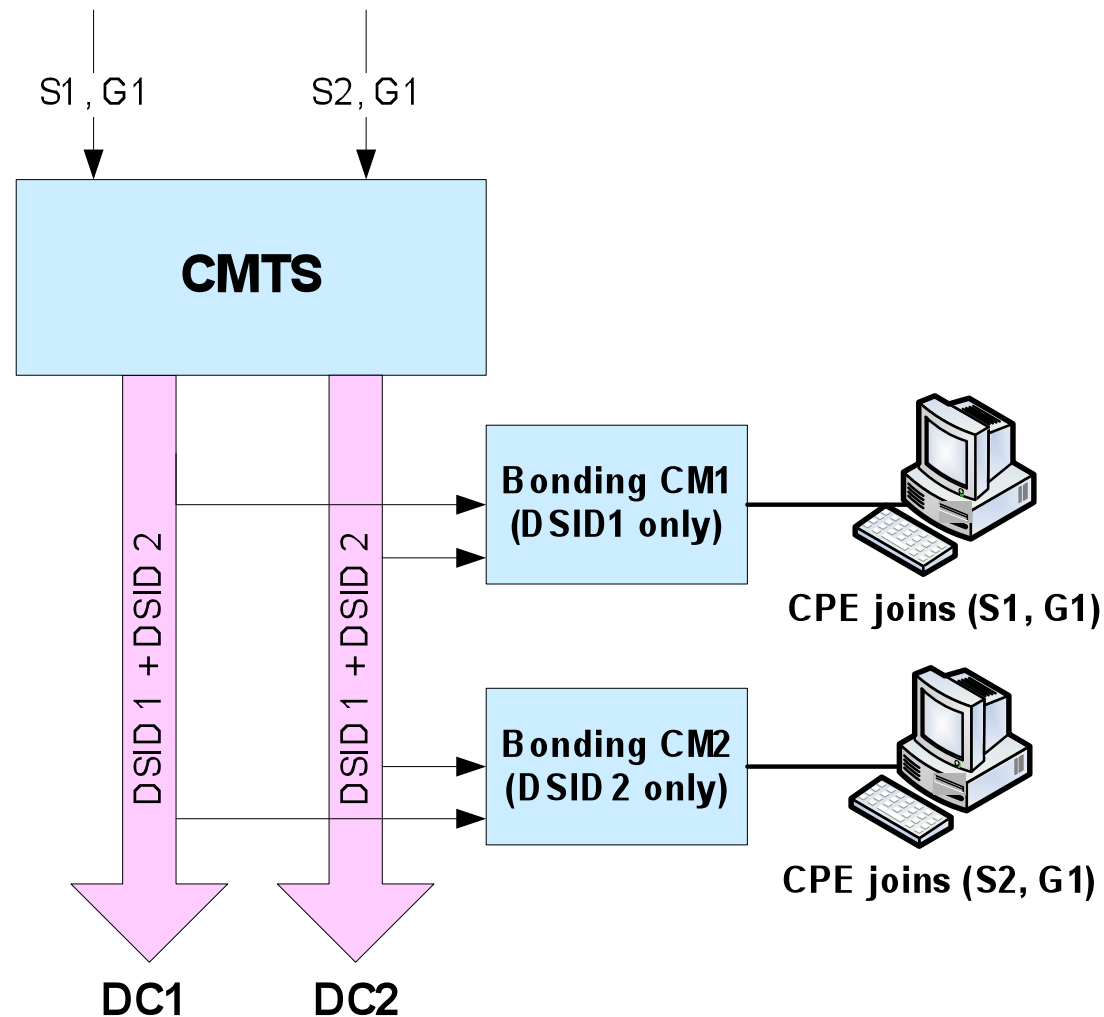 S1, G1
S2, G1
CMTS
Bonding CM1
(DSID1 only)
CPE joins (S1, G1)
DSID 1 + DSID 2
DSID 1 + DSID 2
Bonding CM2
(DSID 2 only)
CPE joins (S2, G1)
DC1
DC2